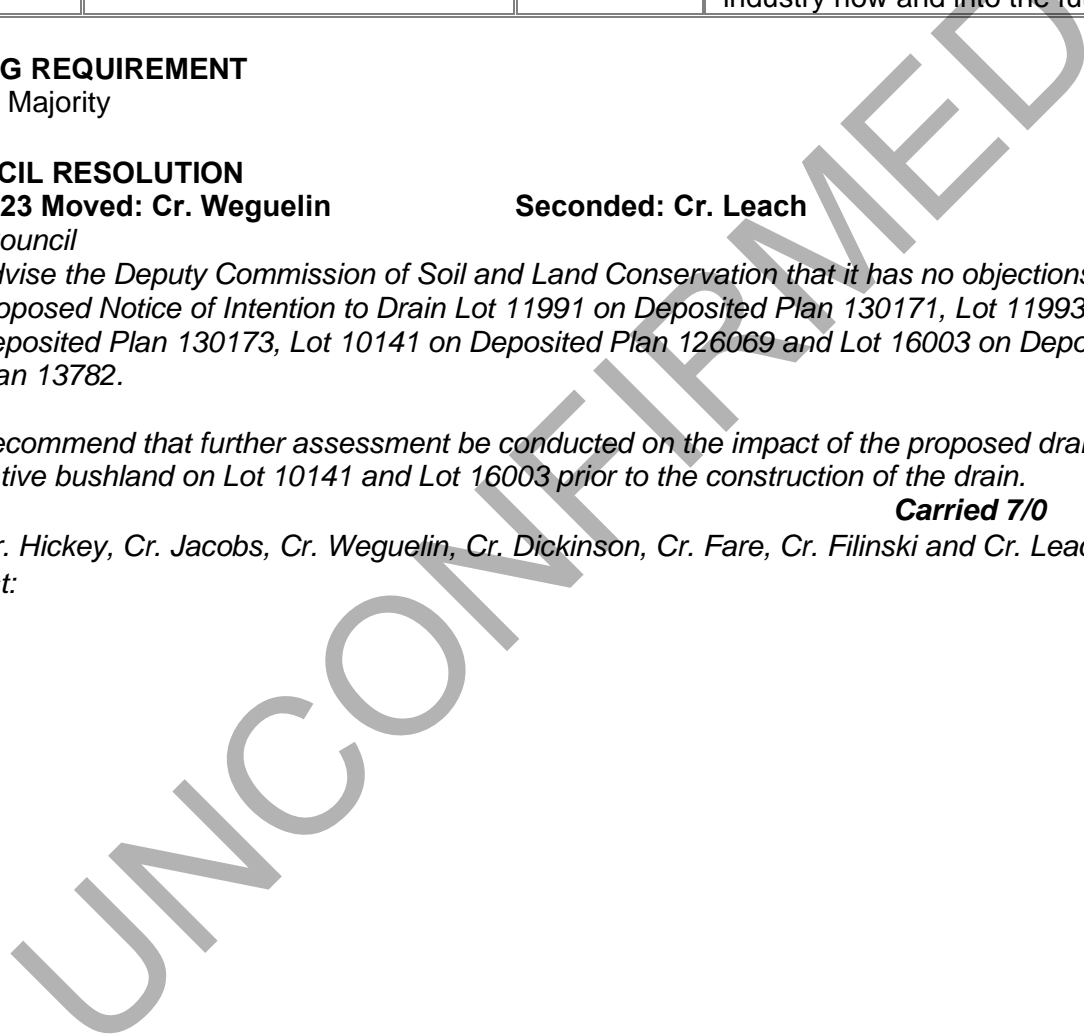 industry now and into the fu
G REQUIREMENT
Majority
CIL RESOLUTION
23 Moved: Cr. Weguelin Seconded: Cr. Leach
ouncil
dvise the Deputy Commission of Soil and Land Conservation that it has no objections
oposed Notice of Intention to Drain Lot 11991 on Deposited Plan 130171, Lot 11993
eposited Plan 130173, Lot 10141 on Deposited Plan 126069 and Lot 16003 on Depo
an 13782.
ecommend that further assessment be conducted on the impact of the proposed drai
tive bushland on Lot 10141 and Lot 16003 prior to the construction of the drain.
Carried 7/0
r. Hickey, Cr. Jacobs, Cr. Weguelin, Cr. Dickinson, Cr. Fare, Cr. Filinski and Cr. Leac
st:
UNCONFIRMED